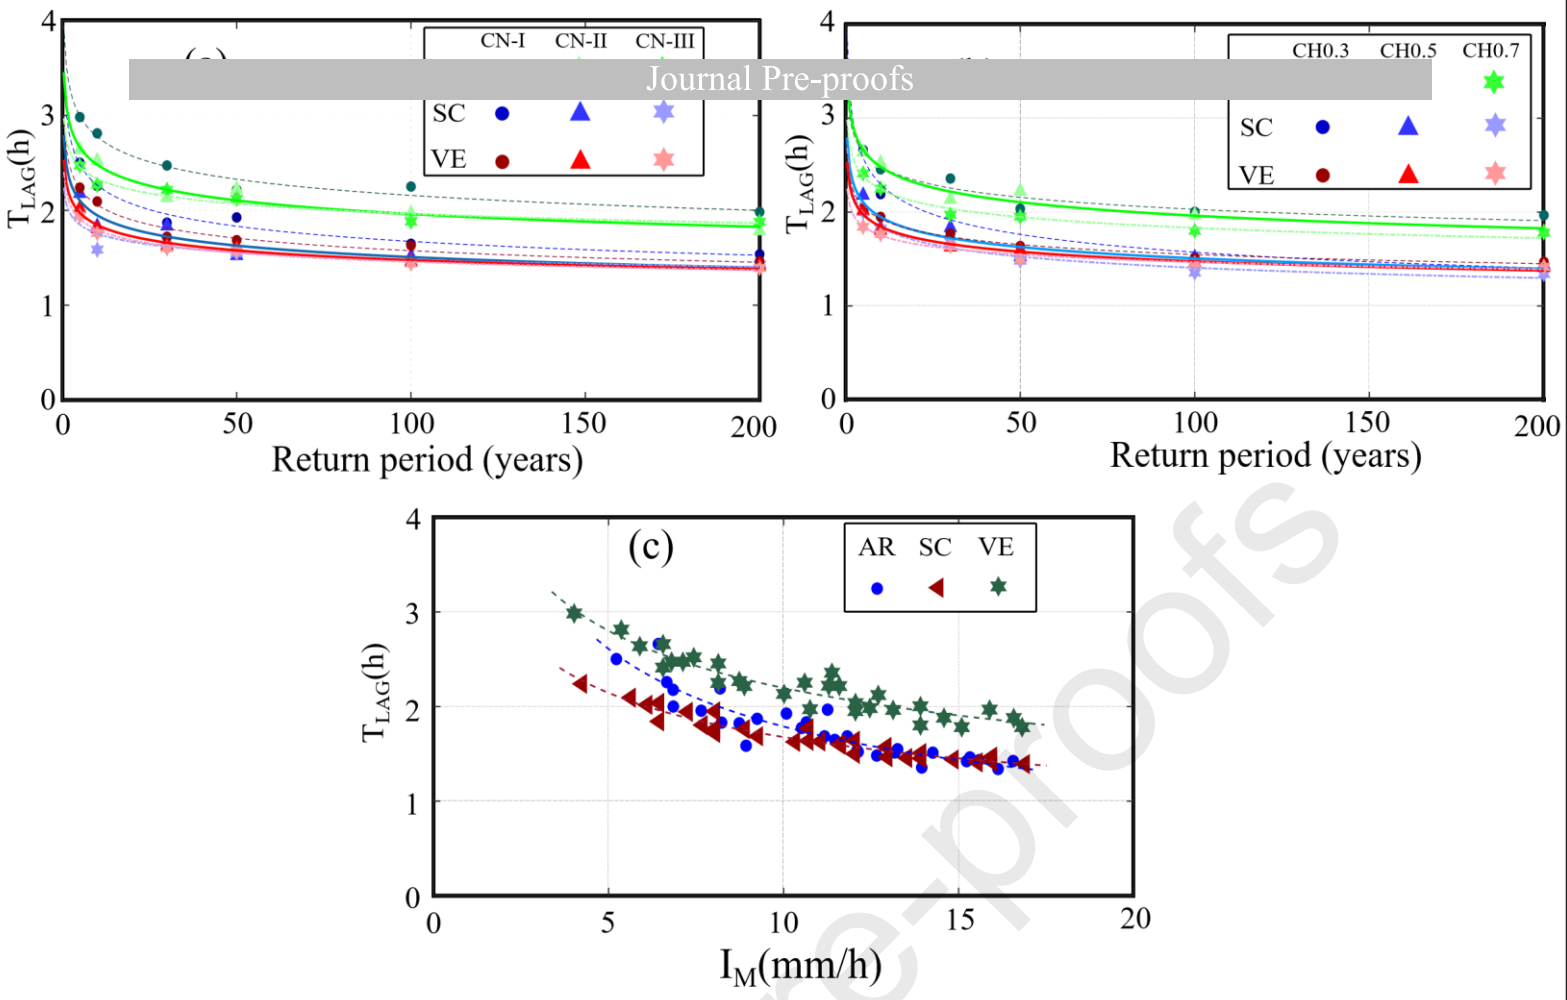 4
3
2
1
0
T_LAG(h)
0 50 100 150 200
Return period (years)
CN-I CN-II CN-III
SC
VE
Journal Pre-proofs
4
3
2
1
0
T_LAG(h)
0 50 100 150 200
Return period (years)
CH0.3 CH0.5 CH0.7
SC
VE
(c)
AR SC VE
4
3
2
1
0
T_LAG(h)
0 5 10 15 20
I_M(mm/h)
re-proofs